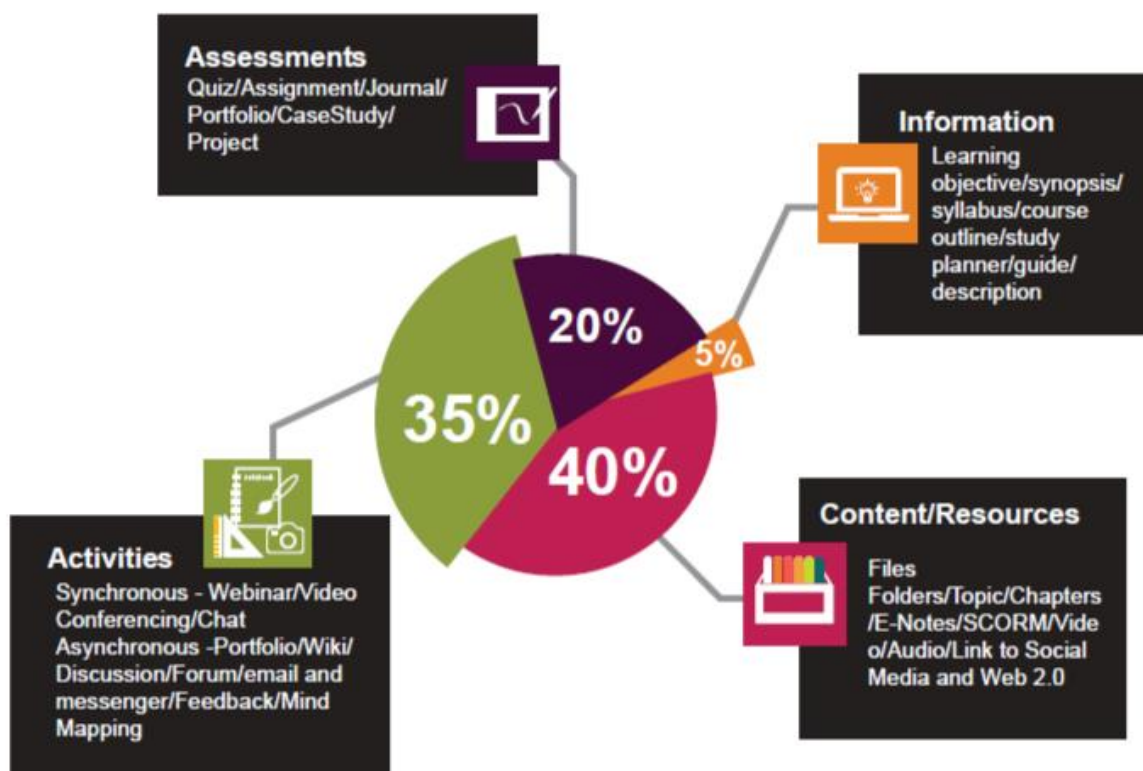 Assessments
Quiz/Assignment/Journal/
Portfolio/CaseStudy/
Project
Information
Learning
objective/synopsis/
syllabus/course
outline/study
planner/guide/
description
20%
5%
35%
40%
Activities
Synchronous - Webinar/Video
Conferencing/Chat
Asynchronous -Portfolio/Wiki/
Discussion/Forum/email and
messenger/Feedback/Mind
Mapping
Content/Resources
Files
Folders/Topic/Chapters
/E-Notes/SCORM/Vide
o/Audio/Link to Social
Media and Web 2.0